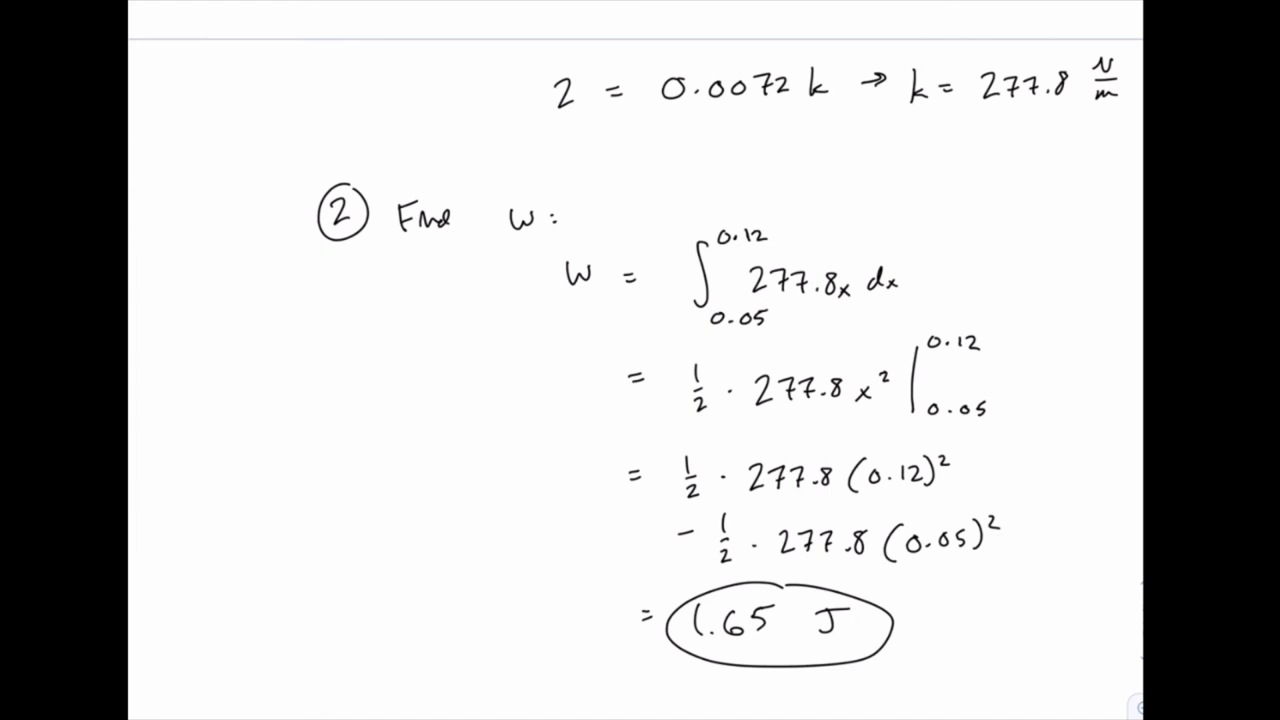 2 = 0.0072 k → k = 277.8 N/m
② Find W:
W = ∫_{0.05}^{0.12} 277.8x dx
= 1/2 · 277.8 x² |_{0.05}^{0.12}
= 1/2 · 277.8 (0.12)²
− 1/2 · 277.8 (0.05)²
= 1.65 J